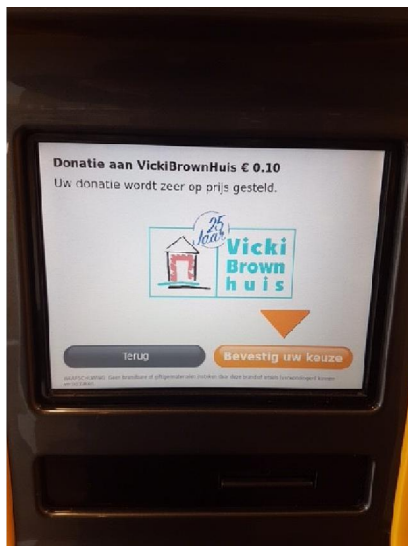 Donatie aan VickiBrownHuis € 0.10
Uw donatie wordt zeer op prijs gesteld.
25
Jaar
Vicki
Brown
huis
Terug
Bevestig uw keuze